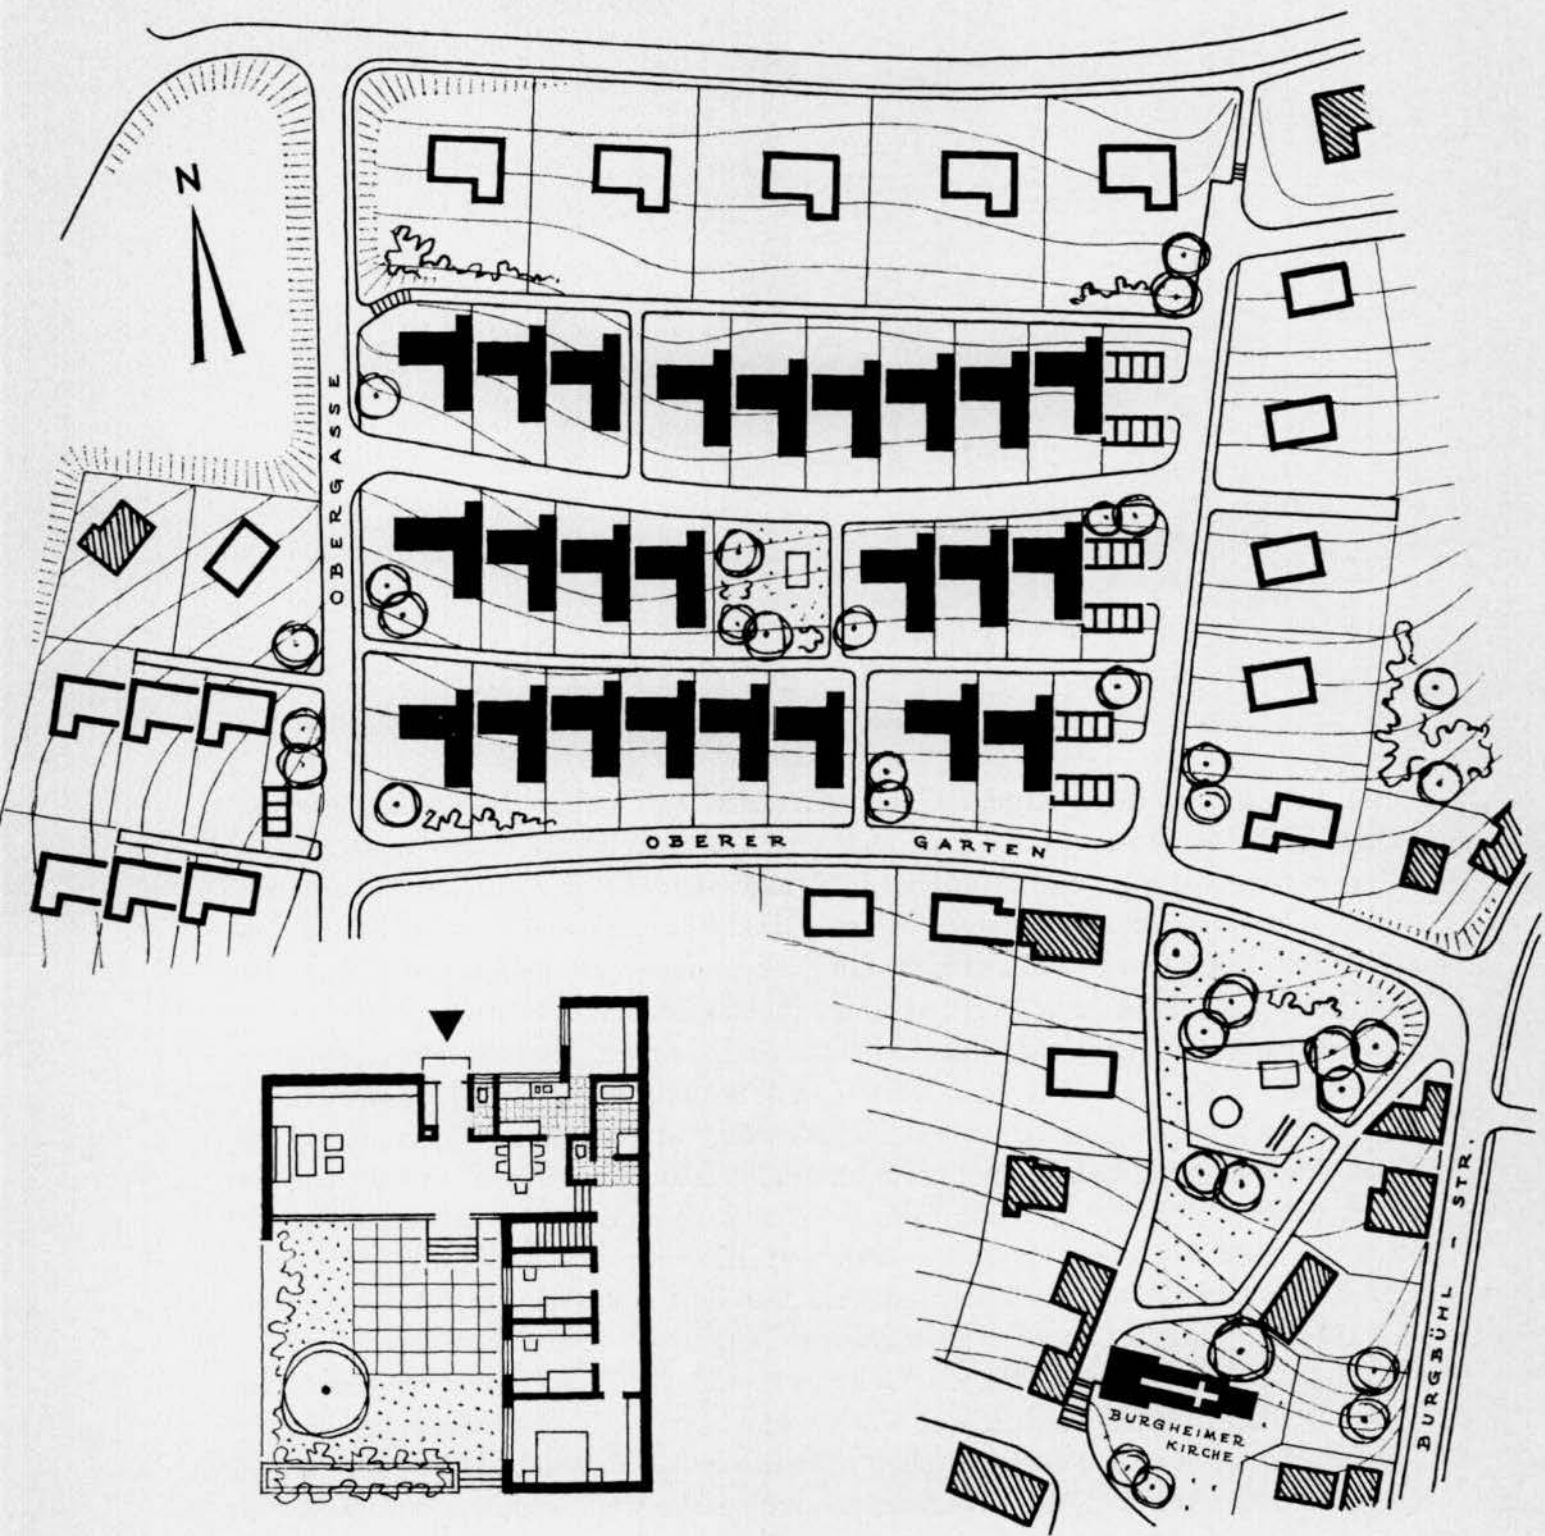 N
OBERGASSE
OBERER GARTEN
BURGBÜHL - STR.
BURGHEIMER
KIRCHE